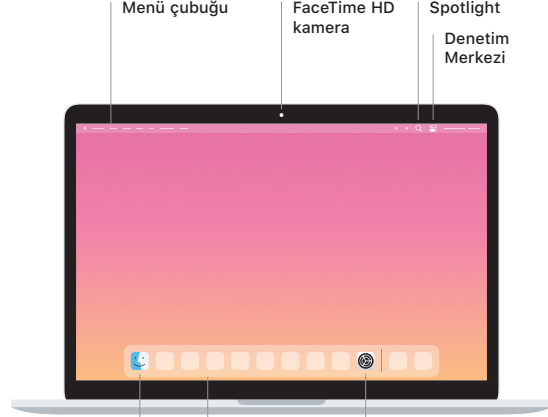 Menü çubuğu
FaceTime HD
kamera
Spotlight
Denetim
Merkezi